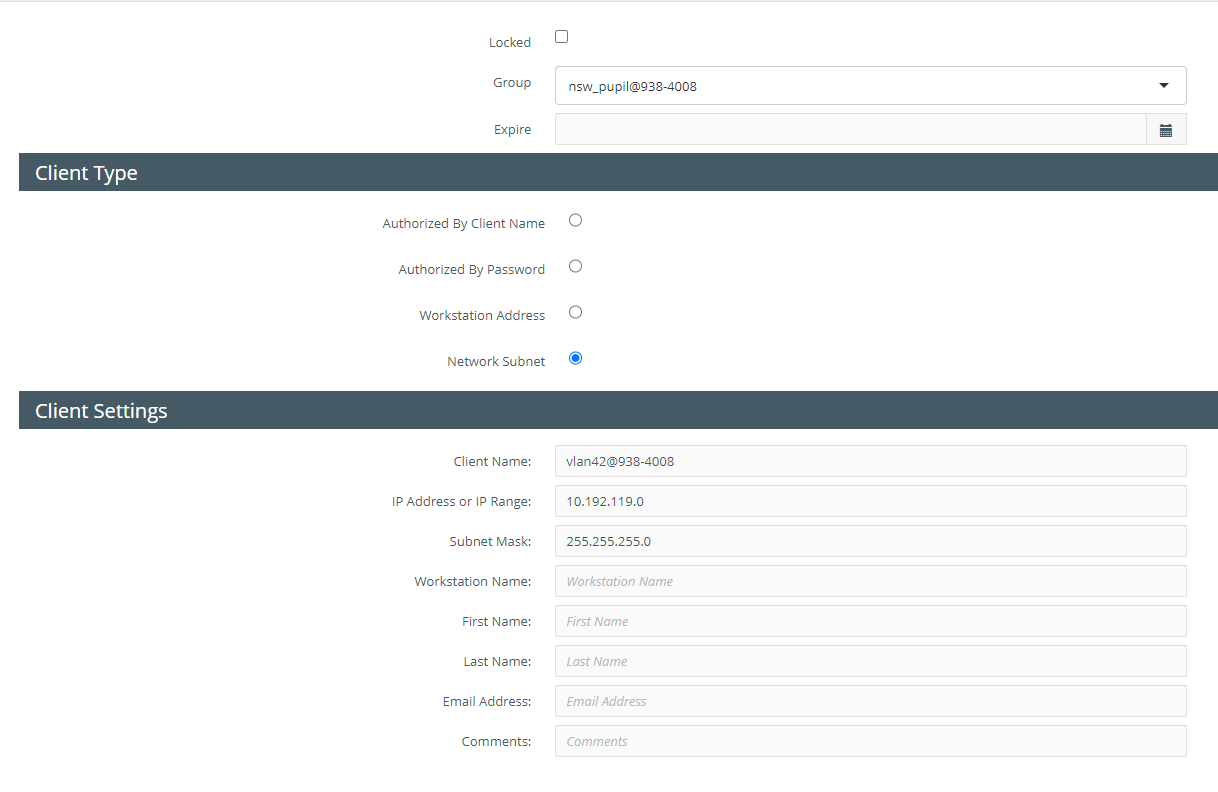 Locked
Group nsw_pupil@938-4008
Expire
Client Type
Authorized By Client Name
Authorized By Password
Workstation Address
Network Subnet
Client Settings
Client Name: vlan42@938-4008
IP Address or IP Range: 10.192.119.0
Subnet Mask: 255.255.255.0
Workstation Name: Workstation Name
First Name: First Name
Last Name: Last Name
Email Address: Email Address
Comments: Comments